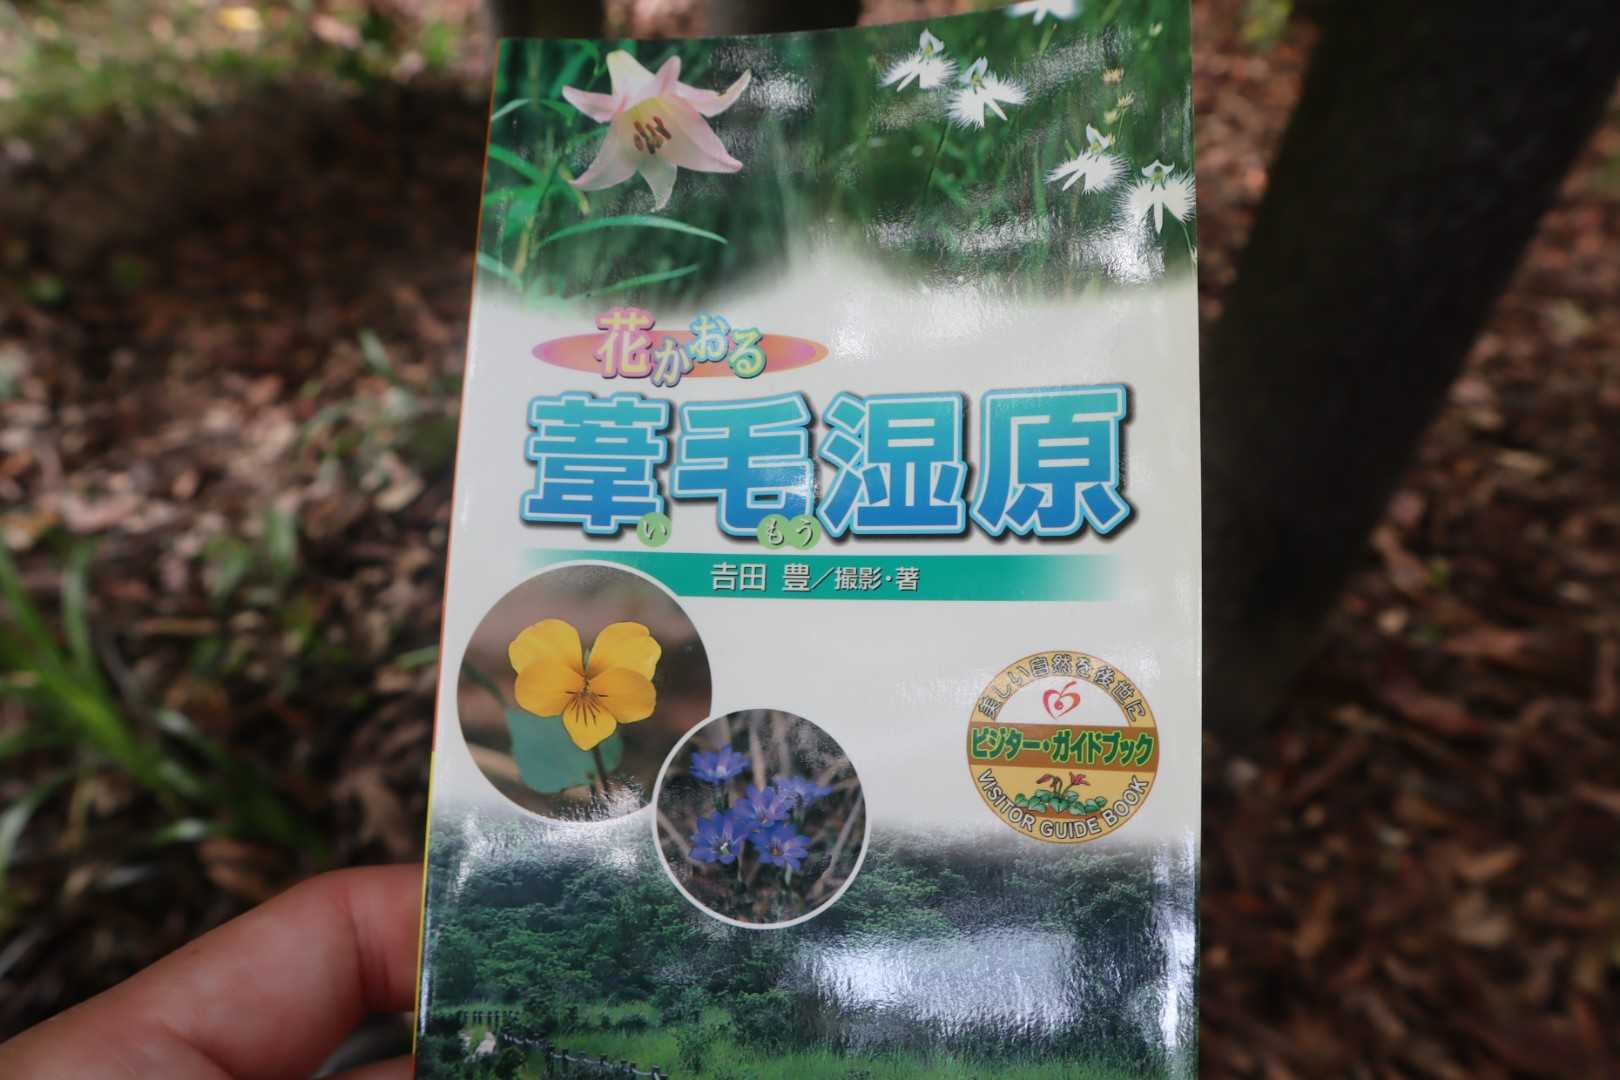 花かおる
葦毛湿原
い もう
吉田 豊／撮影・著
美しい自然を後世に
ビジター・ガイドブック
VISITOR GUIDE BOOK